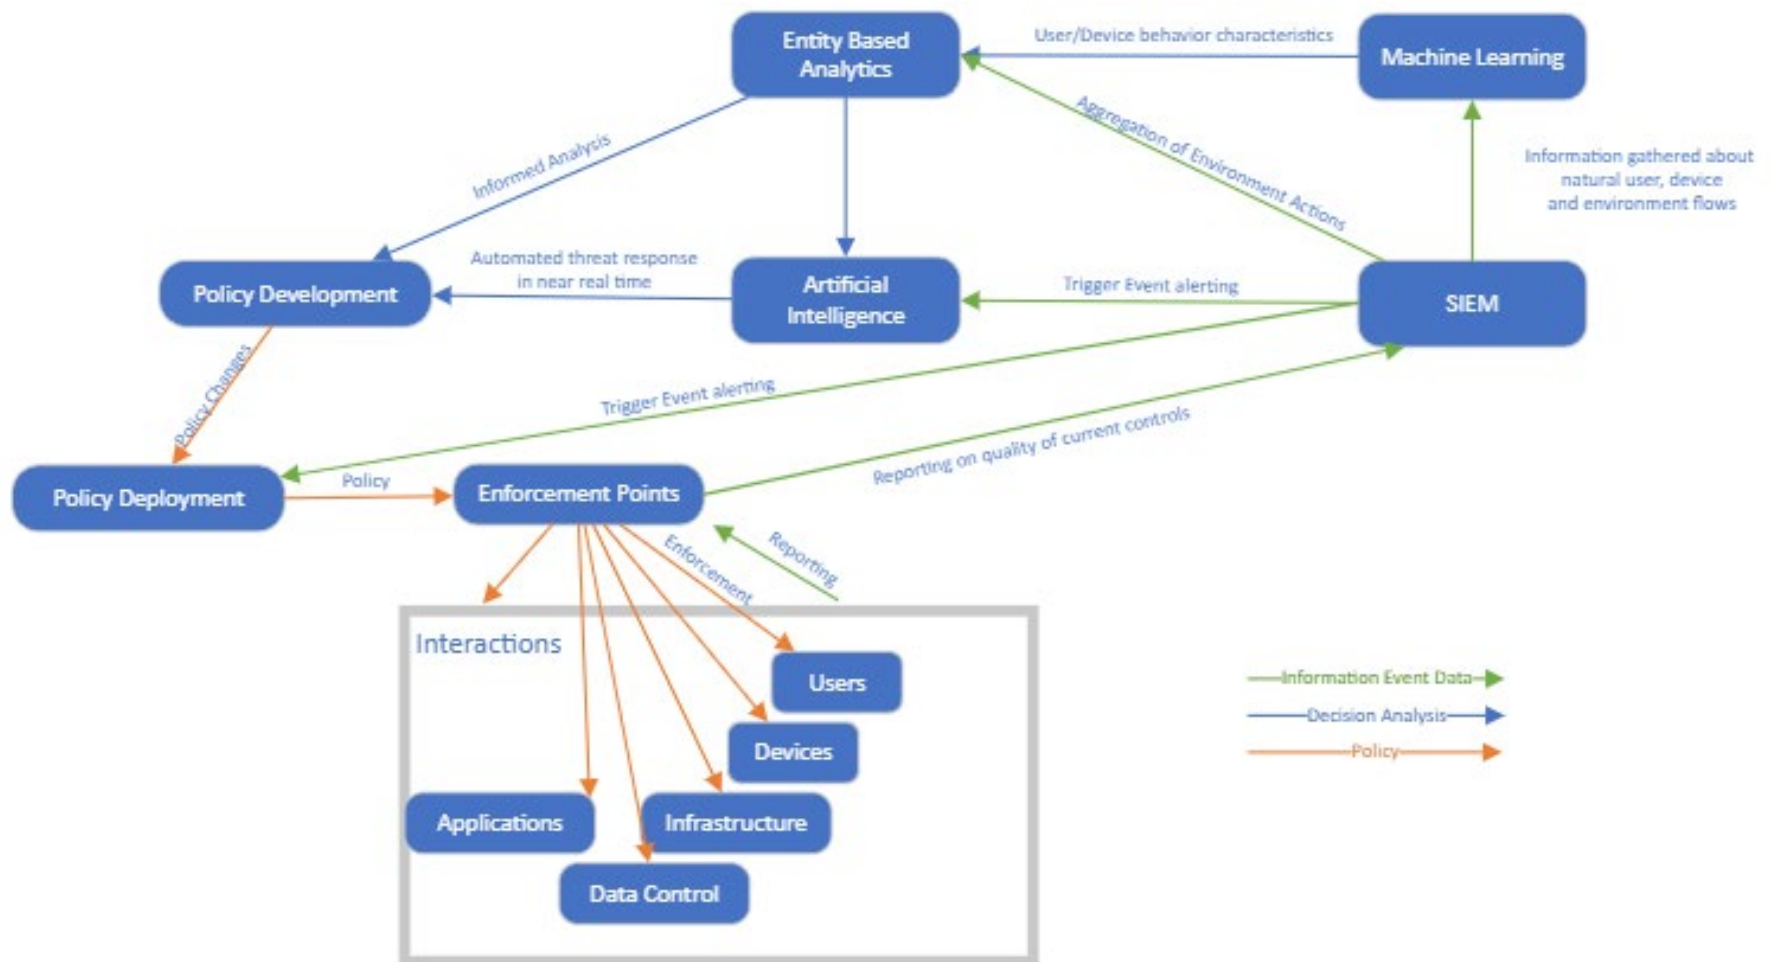 Entity Based
Analytics
User/Device behavior characteristics
Machine Learning
Aggregation of Environment Actions
Information gathered about
natural user, device
and environment flows
Informed Analysis
Policy Development
Automated threat response
in near real time
Artificial
Intelligence
Trigger Event alerting
SIEM
Policy Changes
Trigger Event alerting
Reporting on quality of current controls
Policy Deployment
Policy
Enforcement Points
Enforcement
Reporting
Interactions
Users
Devices
Applications
Infrastructure
Data Control
Information Event Data
Decision Analysis
Policy